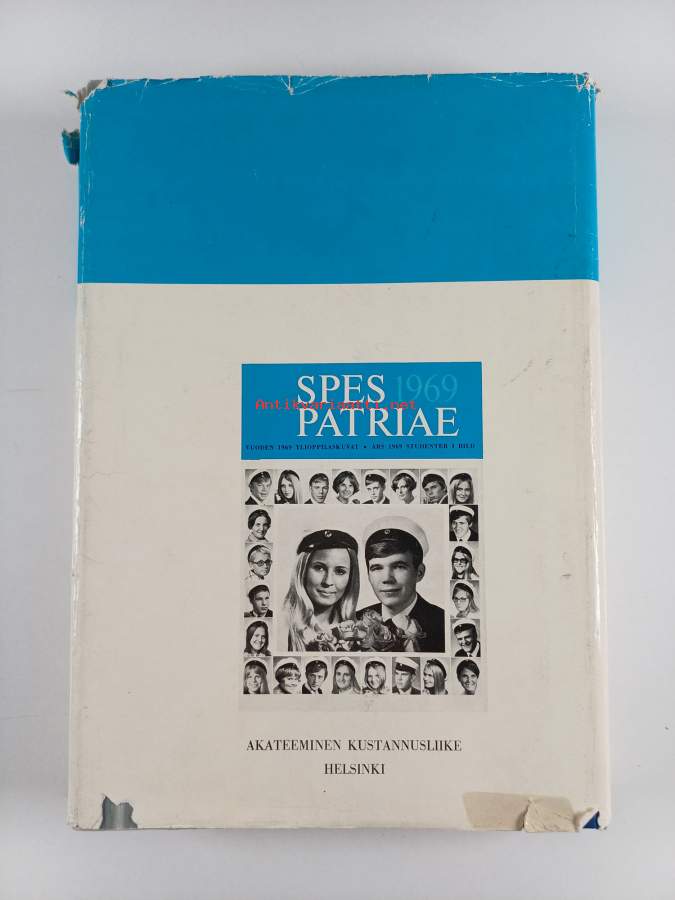 SPES 1969
Antikvariaatti.net
PATRIAE
VUODEN 1969 YLIOPPILASKUVAT • ÅRS 1969 STUDENTER I BILD
AKATEEMINEN KUSTANNUSLIIKE
HELSINKI